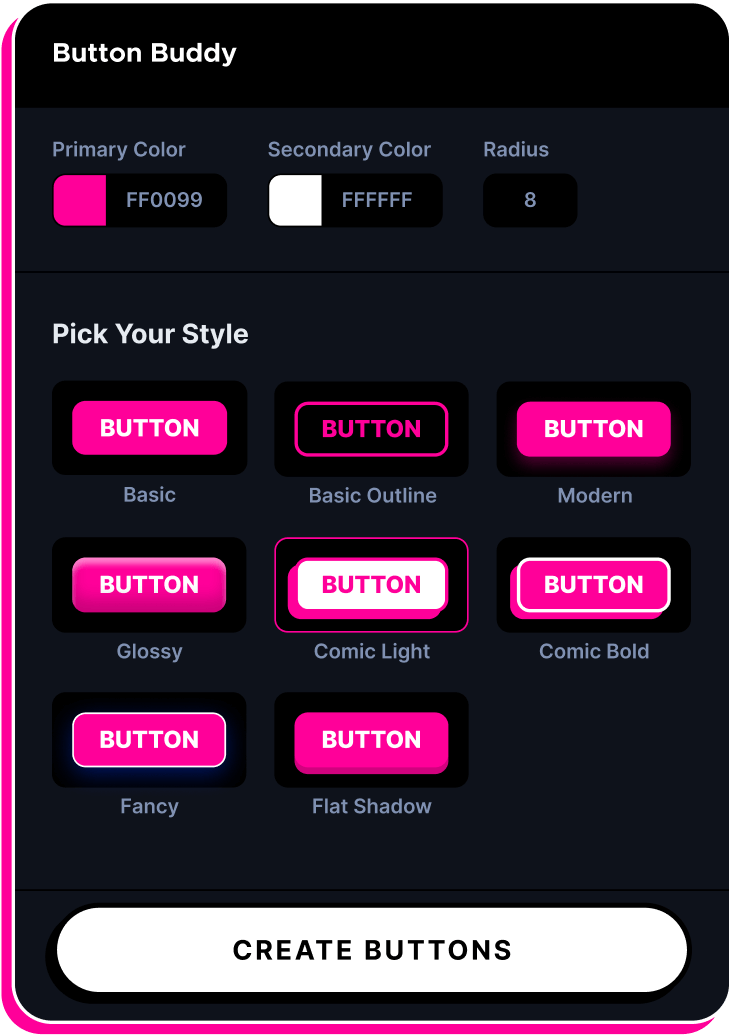 Button Buddy
Primary Color Secondary Color Radius
FF0099 FFFFFF 8
Pick Your Style
BUTTON BUTTON BUTTON
Basic Basic Outline Modern
BUTTON BUTTON BUTTON
Glossy Comic Light Comic Bold
BUTTON BUTTON
Fancy Flat Shadow
CREATE BUTTONS